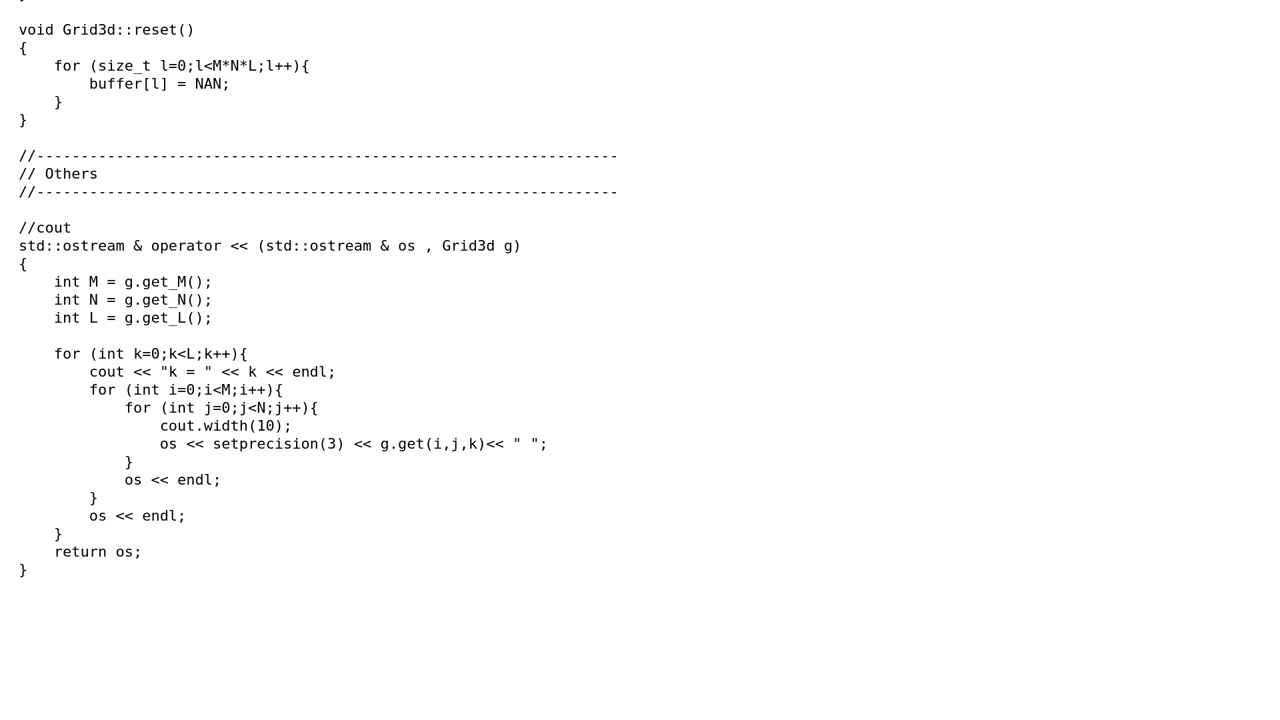 void Grid3d::reset()
{
    for (size_t l=0;l<M*N*L;l++){
        buffer[l] = NAN;
    }
}

//------------------------------------------------------------------
// Others
//------------------------------------------------------------------

//cout
std::ostream & operator << (std::ostream & os , Grid3d g)
{
    int M = g.get_M();
    int N = g.get_N();
    int L = g.get_L();

    for (int k=0;k<L;k++){
        cout << "k = " << k << endl;
        for (int i=0;i<M;i++){
            for (int j=0;j<N;j++){
                cout.width(10);
                os << setprecision(3) << g.get(i,j,k)<< " ";
            }
            os << endl;
        }
        os << endl;
    }
    return os;
}